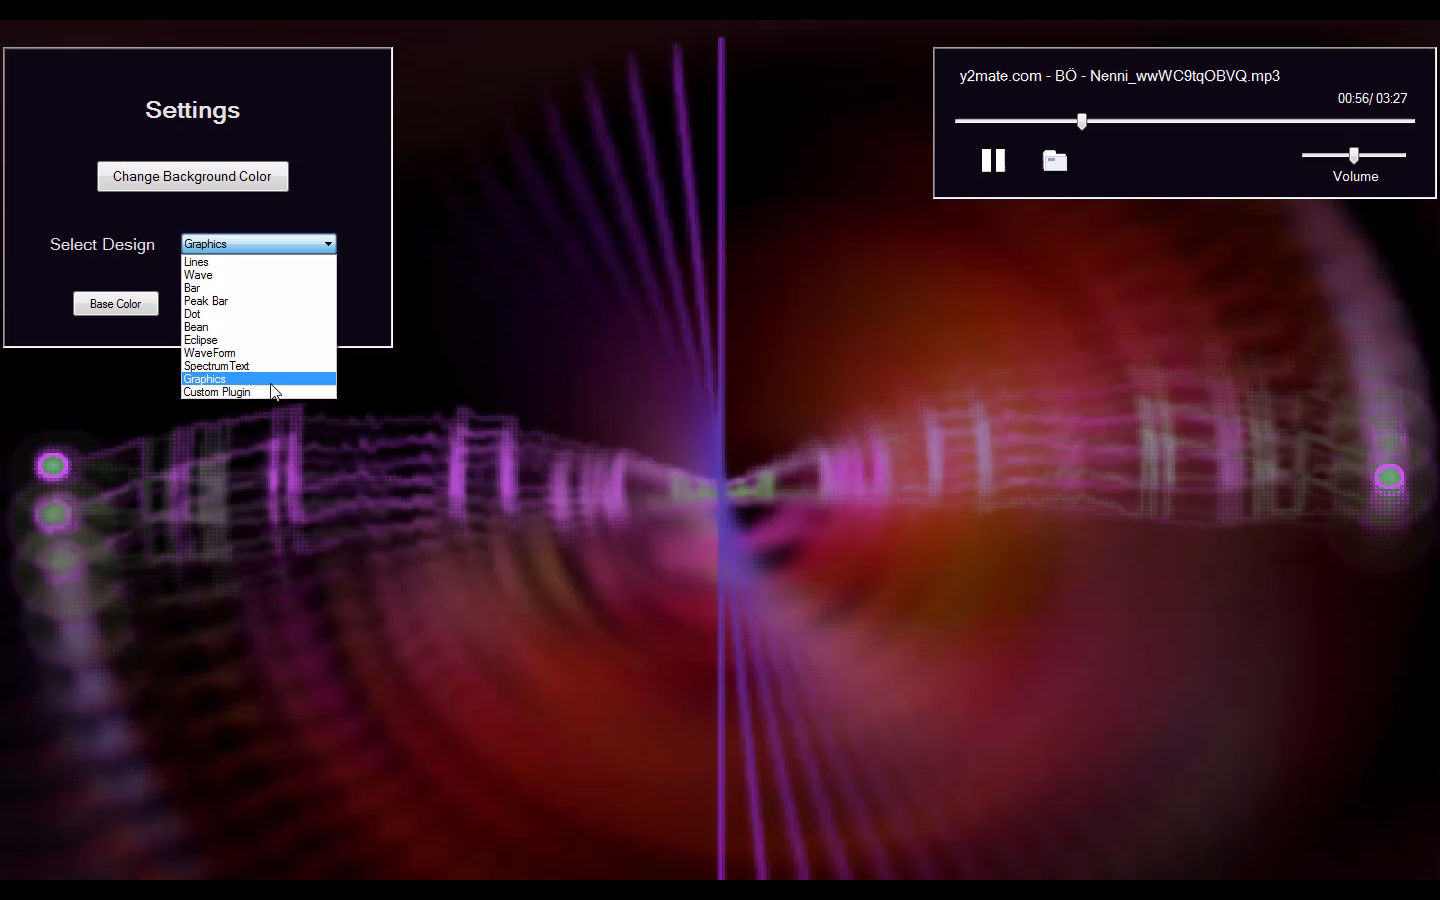 Settings
Change Background Color
Select Design
Graphics
Lines
Wave
Bar
Peak Bar
Dot
Bean
Eclipse
WaveForm
SpectrumText
Graphics
Custom Plugin
Base Color
y2mate.com - BÖ - Nenni_wwWC9tqOBVQ.mp3
00:56/ 03:27
Volume